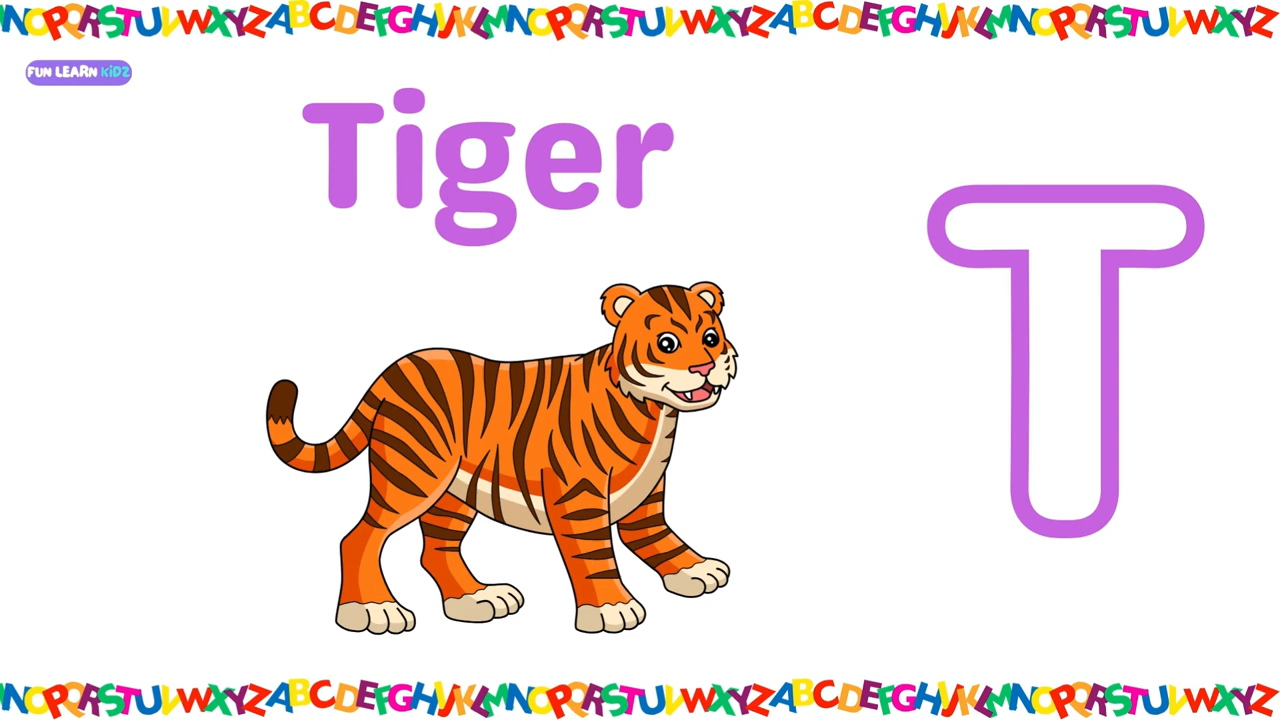 NOPQRSTUVWXYZABCDEFGHIJKLMNOPQRSTUVWXYZABCDEFGHIJKLMNOPQRSTUVWXYZ
FUN LEARN KiDZ
Tiger
T
NOPQRSTUVWXYZABCDEFGHIJKLMNOPQRSTUVWXYZABCDEFGHIJKLMNOPQRSTUVWXYZ